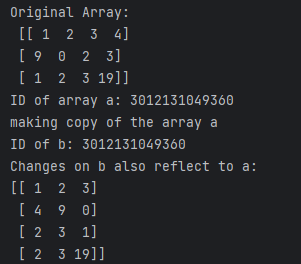 Original Array:
[[ 1  2  3  4]
[ 9  0  2  3]
[ 1  2  3 19]]
ID of array a: 3012131049360
making copy of the array a
ID of b: 3012131049360
Changes on b also reflect to a:
[[ 1  2  3]
[ 4  9  0]
[ 2  3  1]
[ 2  3 19]]